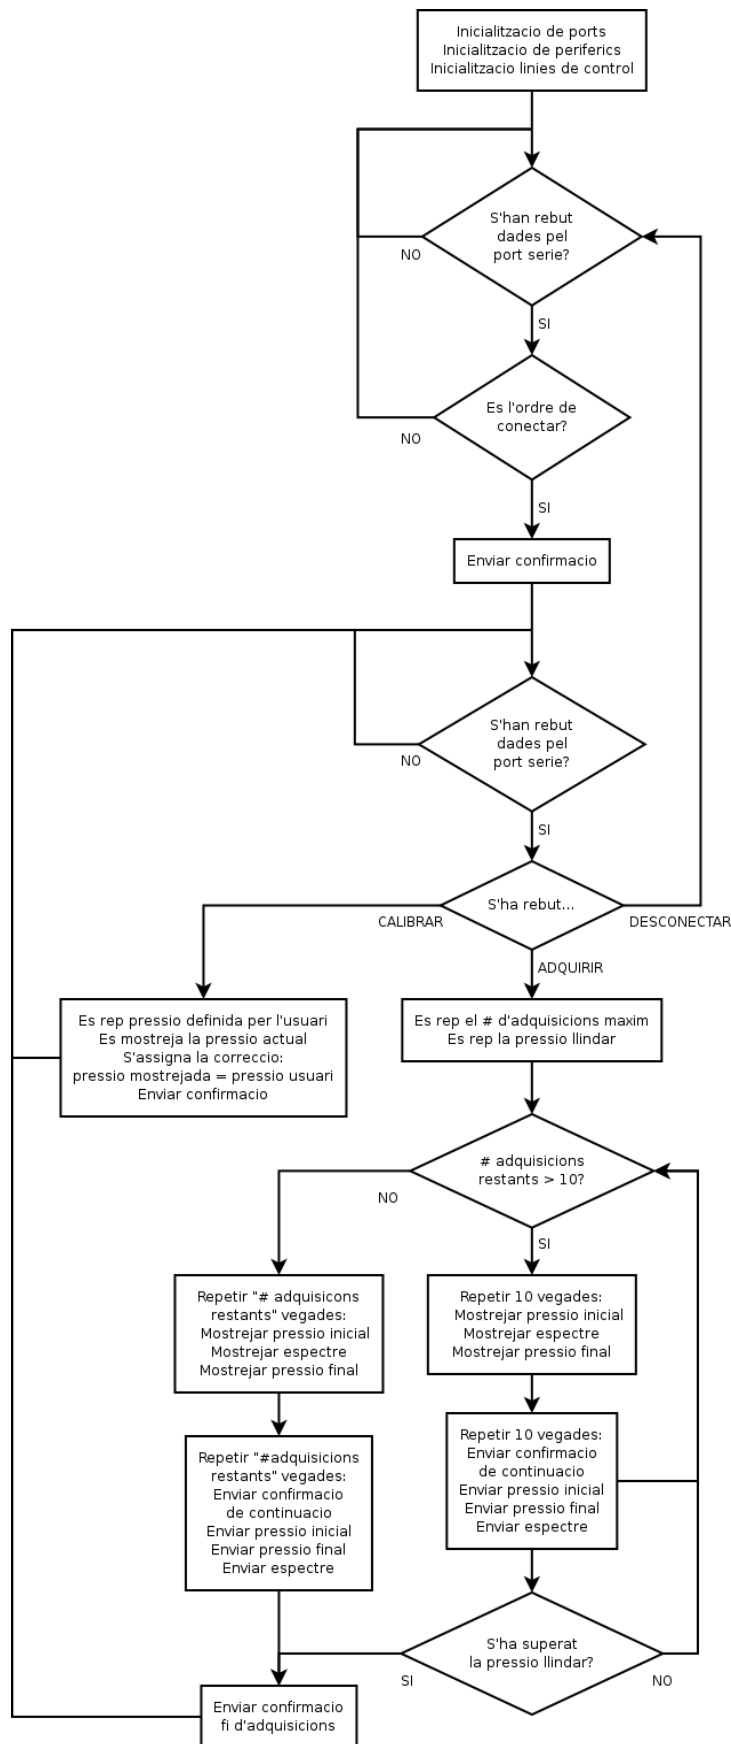 Inicialitzacio de ports
Inicialitzacio de periferics
Inicialitzacio linies de control
S'han rebut
dades pel
port serie?
NO
SI
Es l'ordre de
conectar?
NO
SI
Enviar confirmacio
S'han rebut
dades pel
port serie?
NO
SI
S'ha rebut...
CALIBRAR
DESCONECTAR
ADQUIRIR
Es rep pressio definida per l'usuari
Es mostreja la pressio actual
S'assigna la correccio:
pressio mostrejada = pressio usuari
Enviar confirmacio
Es rep el # d'adquisicions maxim
Es rep la pressio llindar
# adquisicions
restants > 10?
NO
SI
Repetir "# adquisicons
restants" vegades:
Mostrejar pressio inicial
Mostrejar espectre
Mostrejar pressio final
Repetir 10 vegades:
Mostrejar pressio inicial
Mostrejar espectre
Mostrejar pressio final
Repetir "#adquisicions
restants" vegades:
Enviar confirmacio
de continuacio
Enviar pressio inicial
Enviar pressio final
Enviar espectre
Repetir 10 vegades:
Enviar confirmacio
de continuacio
Enviar pressio inicial
Enviar pressio final
Enviar espectre
S'ha superat
la pressio llindar?
SI
NO
Enviar confirmacio
fi d'adquisicions